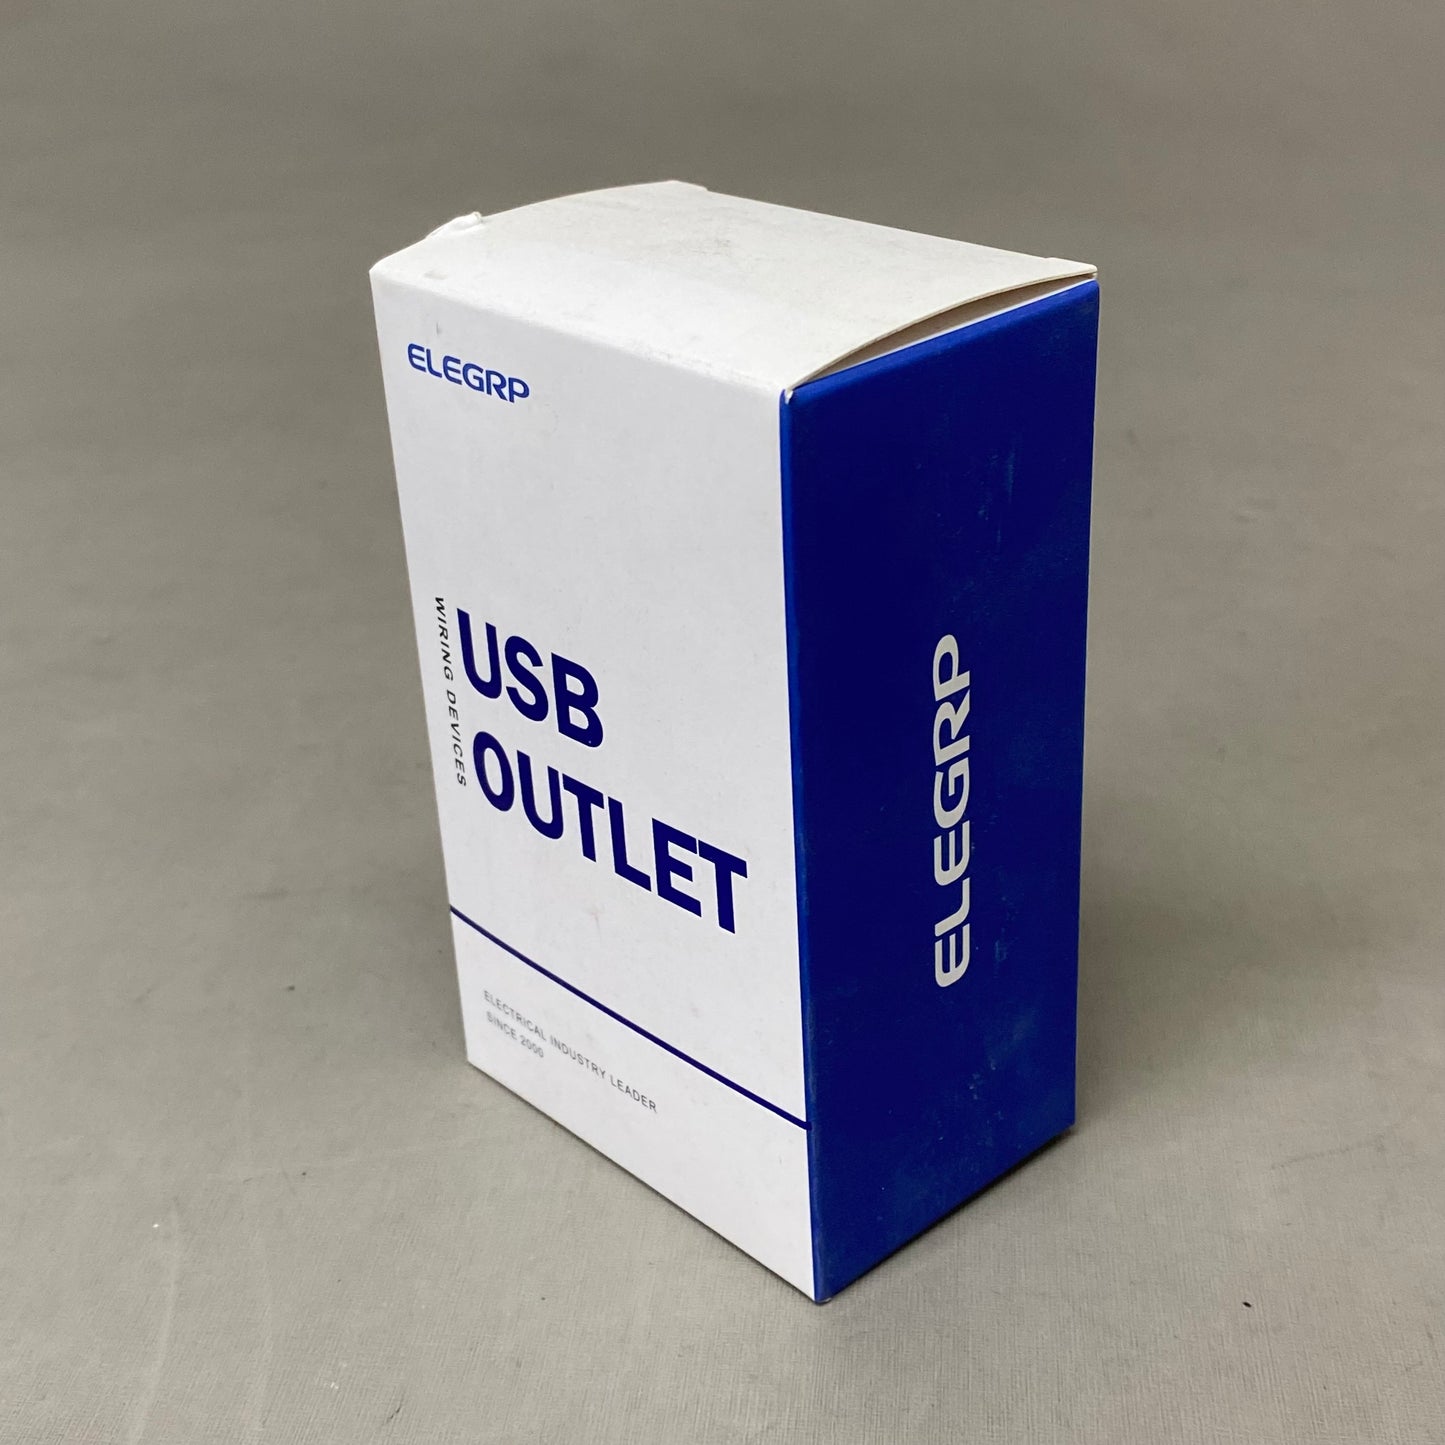 ELEGRP
WIRING DEVICES
USB
OUTLET
ELECTRICAL INDUSTRY LEADER
SINCE 2000
ELEGRP